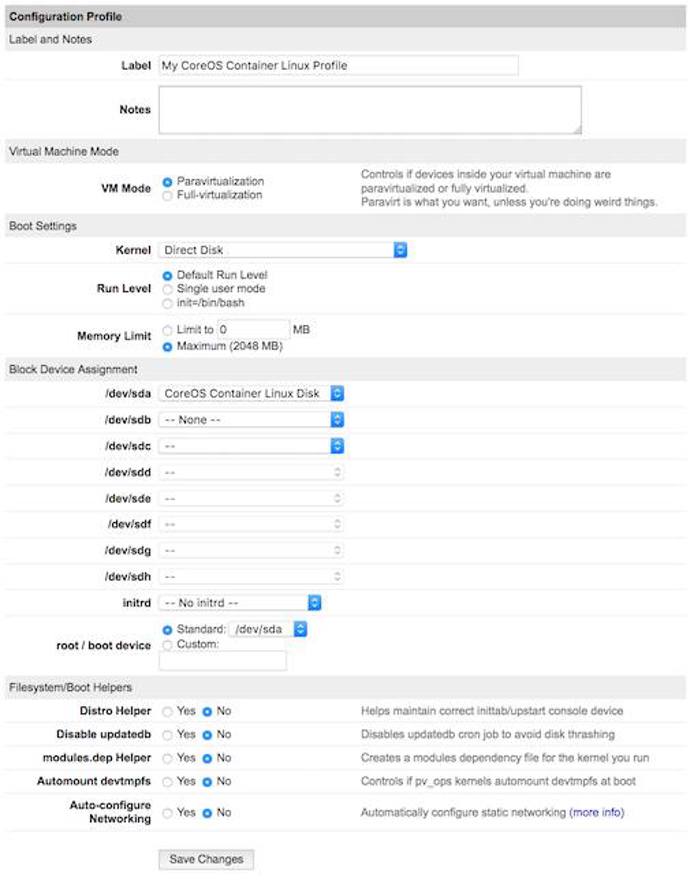 Configuration Profile
Label and Notes
Label My CoreOS Container Linux Profile
Notes
Virtual Machine Mode
VM Mode Paravirtualization
Full-virtualization
Controls if devices inside your virtual machine are
paravirtualized or fully virtualized.
Paravirt is what you want, unless you're doing weird things.
Boot Settings
Kernel Direct Disk
Run Level Default Run Level
Single user mode
init=/bin/bash
Memory Limit Limit to 0 MB
Maximum (2048 MB)
Block Device Assignment
/dev/sda CoreOS Container Linux Disk
/dev/sdb -- None --
/dev/sdc --
/dev/sdd --
/dev/sde --
/dev/sdf --
/dev/sdg --
/dev/sdh --
initrd -- No initrd --
root / boot device Standard: /dev/sda
Custom:
Filesystem/Boot Helpers
Distro Helper Yes No Helps maintain correct inittab/upstart console device
Disable updatedb Yes No Disables updatedb cron job to avoid disk thrashing
modules.dep Helper Yes No Creates a modules dependency file for the kernel you run
Automount devtmpfs Yes No Controls if pv_ops kernels automount devtmpfs at boot
Auto-configure
Networking Yes No Automatically configure static networking (more info)
Save Changes